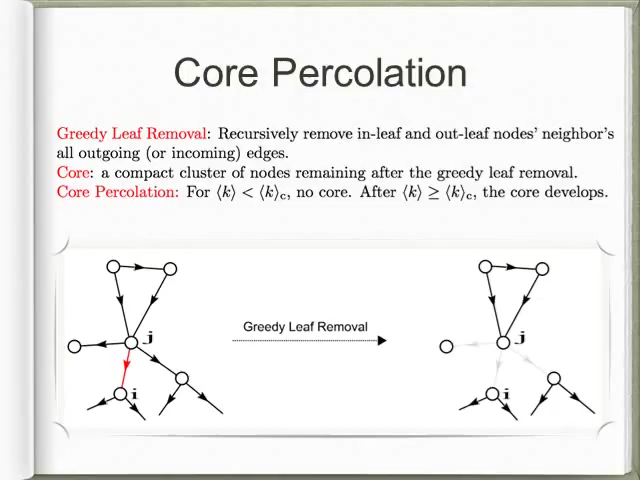 Core Percolation
Greedy Leaf Removal: Recursively remove in-leaf and out-leaf nodes' neighbor's
all outgoing (or incoming) edges.
Core: a compact cluster of nodes remaining after the greedy leaf removal.
Core Percolation: For ⟨k⟩ < ⟨k⟩c, no core. After ⟨k⟩ ≥ ⟨k⟩c, the core develops.
Greedy Leaf Removal
j
i
j
i